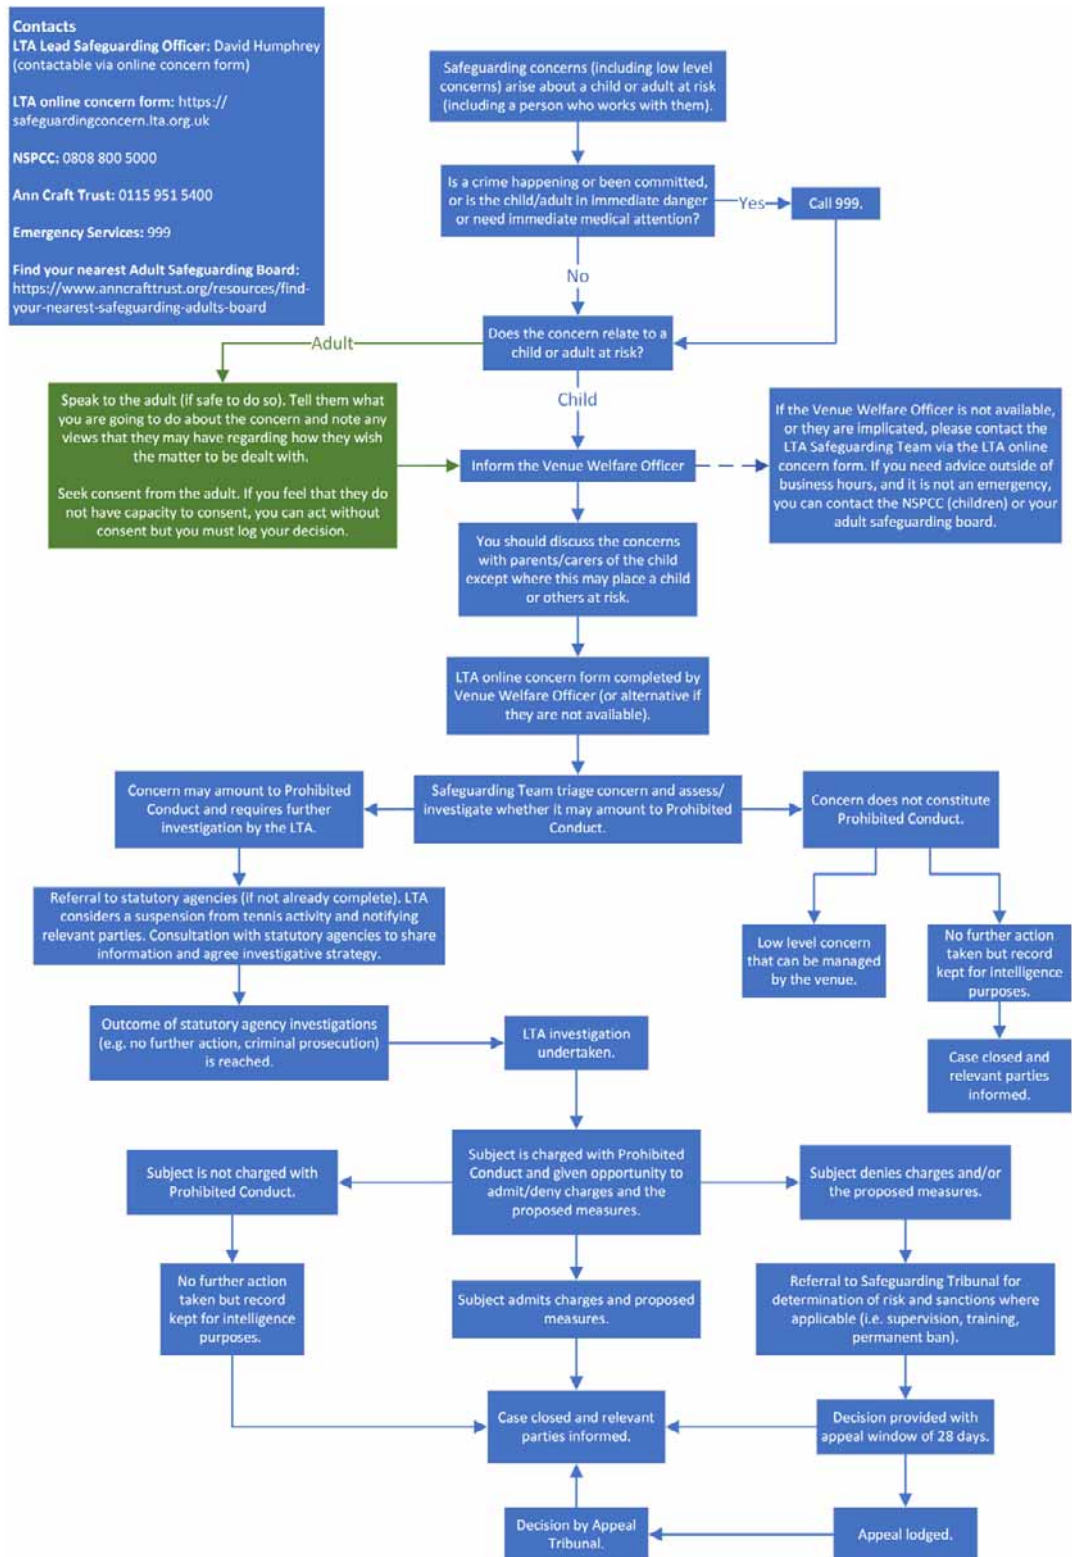 Contacts
LTA Lead Safeguarding Officer: David Humphrey
(contactable via online concern form)
LTA online concern form: https://
safeguardingconcern.lta.org.uk
NSPCC: 0808 800 5000
Ann Craft Trust: 0115 951 5400
Emergency Services: 999
Find your nearest Adult Safeguarding Board:
https://www.anncrafttrust.org/resources/find-
your-nearest-safeguarding-adults-board
Safeguarding concerns (including low level
concerns) arise about a child or adult at risk
(including a person who works with them).
Is a crime happening or been committed,
or is the child/adult in immediate danger
or need immediate medical attention?
Yes
Call 999.
No
Does the concern relate to a
child or adult at risk?
Adult
Speak to the adult (if safe to do so). Tell them what
you are going to do about the concern and note any
views that they may have regarding how they wish
the matter to be dealt with.
Seek consent from the adult. If you feel that they do
not have capacity to consent, you can act without
consent but you must log your decision.
Child
Inform the Venue Welfare Officer
If the Venue Welfare Officer is not available,
or they are implicated, please contact the
LTA Safeguarding Team via the LTA online
concern form. If you need advice outside of
business hours, and it is not an emergency,
you can contact the NSPCC (children) or your
adult safeguarding board.
You should discuss the concerns
with parents/carers of the child
except where this may place a child
or others at risk.
LTA online concern form completed by
Venue Welfare Officer (or alternative if
they are not available).
Concern may amount to Prohibited
Conduct and requires further
investigation by the LTA.
Safeguarding Team triage concern and assess/
investigate whether it may amount to Prohibited
Conduct.
Concern does not constitute
Prohibited Conduct.
Referral to statutory agencies (if not already complete). LTA
considers a suspension from tennis activity and notifying
relevant parties. Consultation with statutory agencies to share
information and agree investigative strategy.
Low level concern
that can be managed
by the venue.
No further action
taken but record
kept for intelligence
purposes.
Outcome of statutory agency investigations
(e.g. no further action, criminal prosecution)
is reached.
LTA investigation
undertaken.
Case closed and
relevant parties
informed.
Subject is not charged with
Prohibited Conduct.
Subject is charged with Prohibited
Conduct and given opportunity to
admit/deny charges and the
proposed measures.
Subject denies charges and/or
the proposed measures.
No further action
taken but record
kept for intelligence
purposes.
Subject admits charges and proposed
measures.
Referral to Safeguarding Tribunal for
determination of risk and sanctions where
applicable (i.e. supervision, training,
permanent ban).
Case closed and relevant
parties informed.
Decision provided with
appeal window of 28 days.
Decision by Appeal
Tribunal.
Appeal lodged.